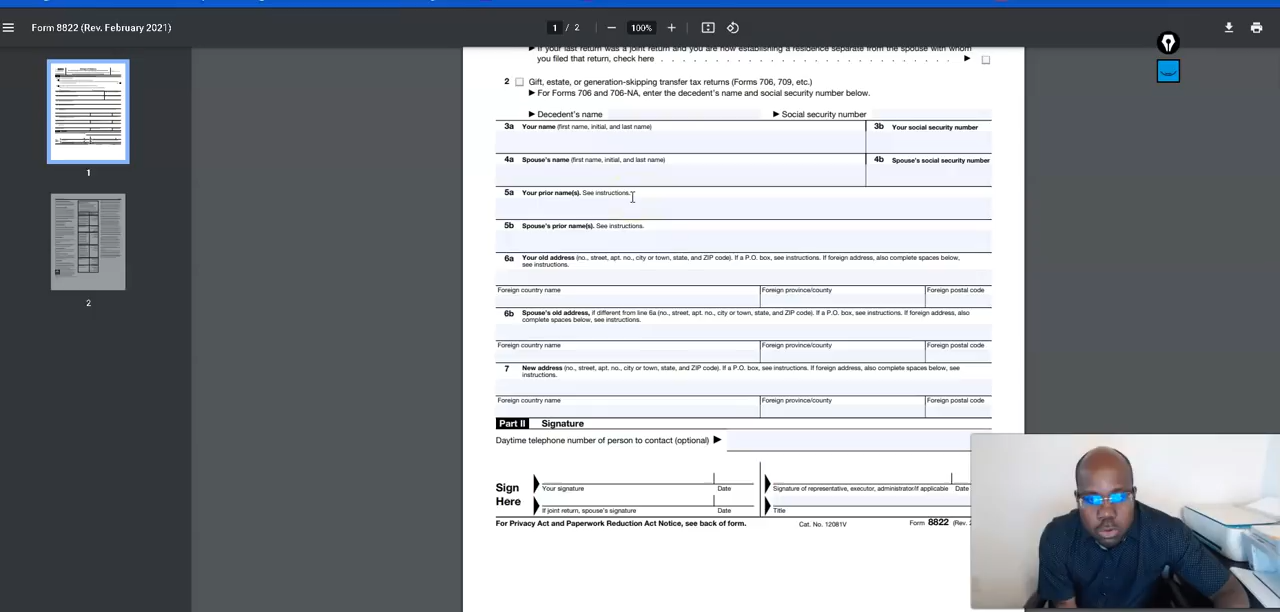 Form 8822 (Rev. February 2021)
1 / 2
100%
1
2
▶ If your last return was a joint return and you are now establishing a residence separate from the spouse with whom
you filed that return, check here . . . . . . . . . . . . . . . . . . . . . . . . ▶
2 Gift, estate, or generation-skipping transfer tax returns (Forms 706, 709, etc.)
▶ For Forms 706 and 706-NA, enter the decedent's name and social security number below.
▶ Decedent's name ▶ Social security number
3a Your name (first name, initial, and last name) 3b Your social security number
4a Spouse's name (first name, initial, and last name) 4b Spouse's social security number
5a Your prior name(s). See instructions.
5b Spouse's prior name(s). See instructions.
6a Your old address (no., street, apt. no., city or town, state, and ZIP code). If a P.O. box, see instructions. If foreign address, also complete spaces below,
see instructions.
Foreign country name Foreign province/county Foreign postal code
6b Spouse's old address, if different from line 6a (no., street, apt. no., city or town, state, and ZIP code). If a P.O. box, see instructions. If foreign address, also
complete spaces below, see instructions.
Foreign country name Foreign province/county Foreign postal code
7 New address (no., street, apt. no., city or town, state, and ZIP code). If a P.O. box, see instructions. If foreign address, also complete spaces below, see
instructions.
Foreign country name Foreign province/county Foreign postal code
Part II Signature
Daytime telephone number of person to contact (optional) ▶
Sign
Here
Your signature Date
Signature of representative, executor, administrator/if applicable Date
If joint return, spouse's signature Date
Title
For Privacy Act and Paperwork Reduction Act Notice, see back of form. Cat. No. 12081V Form 8822 (Rev.